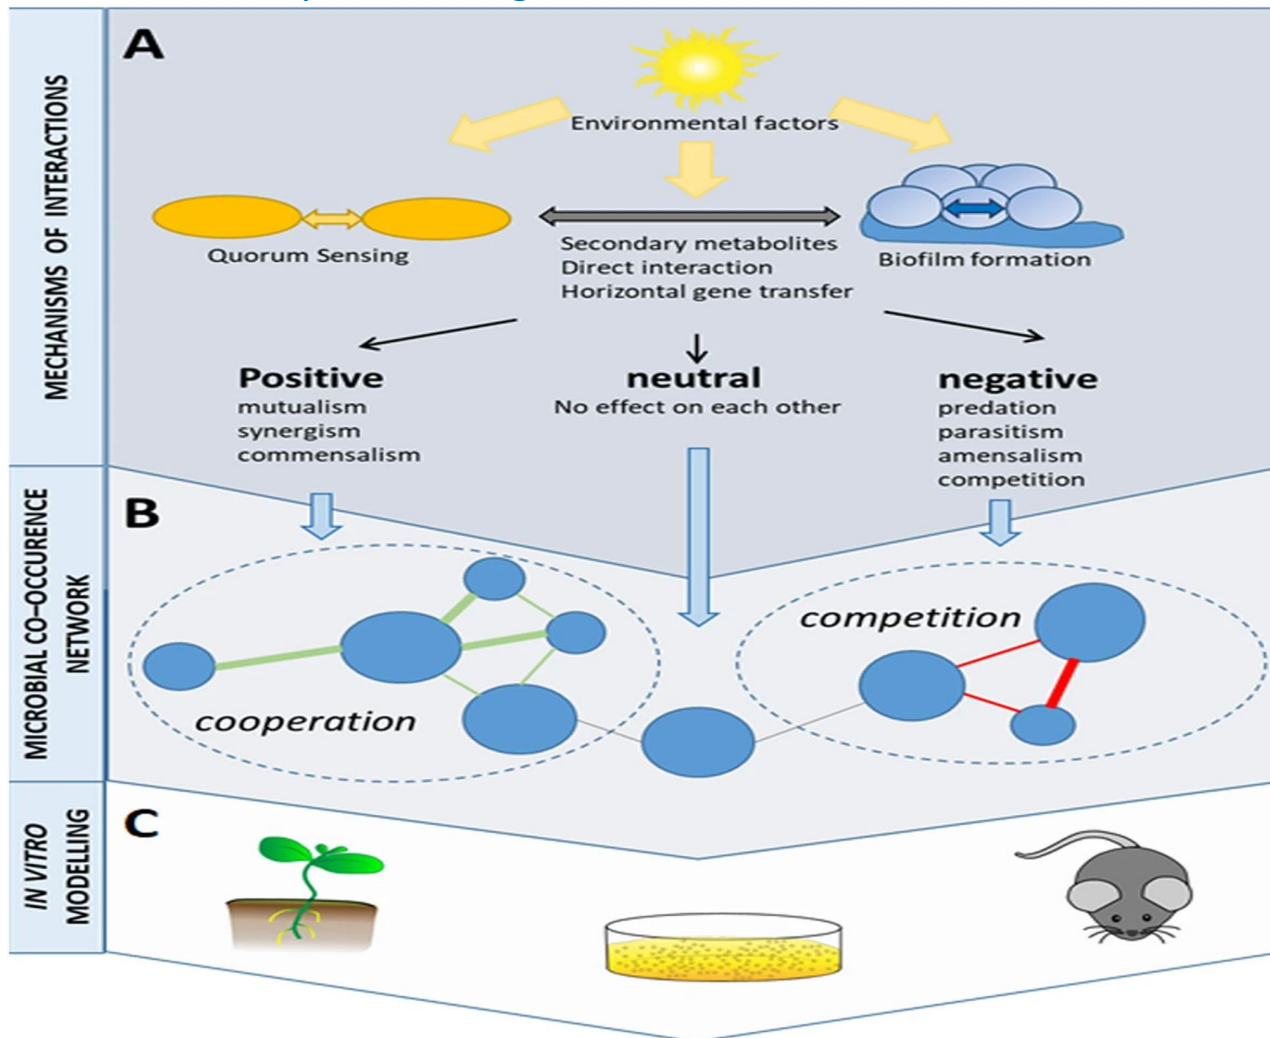 MECHANISMS OF INTERACTIONS
A
Environmental factors
Quorum Sensing
Secondary metabolites
Direct interaction
Horizontal gene transfer
Biofilm formation
Positive
mutualism
synergism
commensalism
neutral
No effect on each other
negative
predation
parasitism
amensalism
competition
MICROBIAL CO-OCCURENCE
NETWORK
B
cooperation
competition
IN VITRO
MODELLING
C